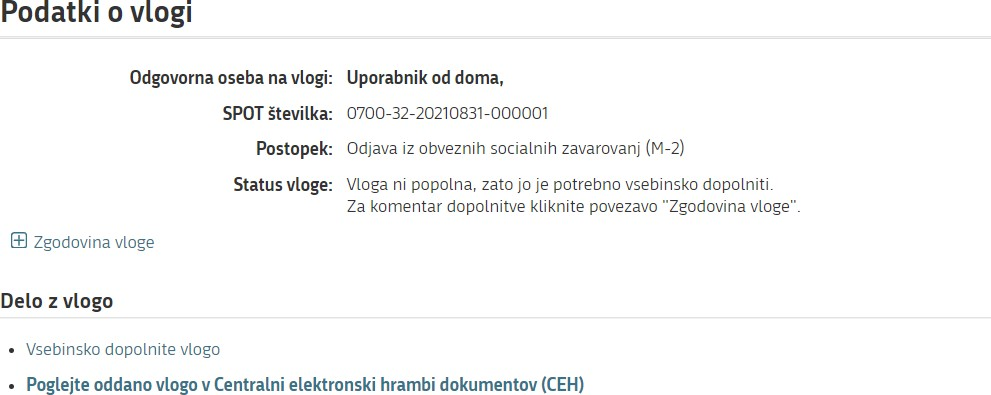 Podatki o vlogi
Odgovorna oseba na vlogi: Uporabnik od doma,
SPOT številka: 0700-32-20210831-000001
Postopek: Odjava iz obveznih socialnih zavarovanj (M-2)
Status vloge: Vloga ni popolna, zato jo je potrebno vsebinsko dopolniti.
Za komentar dopolnitve kliknite povezavo "Zgodovina vloge".
Zgodovina vloge
Delo z vlogo
• Vsebinsko dopolnite vlogo
• Poglejte oddano vlogo v Centralni elektronski hrambi dokumentov (CEH)